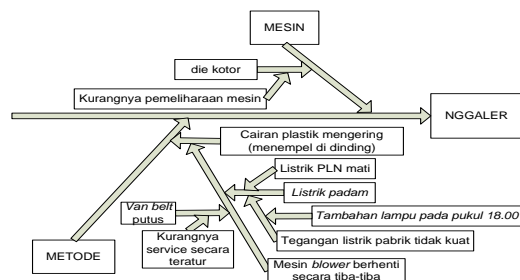 MESIN
die kotor
Kurangnya pemeliharaan mesin
NGGALER
Cairan plastik mengering
(menempel di dinding)
Listrik PLN mati
Listrik padam
Van belt
putus
Tambahan lampu pada pukul 18.00
Kurangnya
service secara
teratur
Tegangan listrik pabrik tidak kuat
METODE
Mesin blower berhenti
secara tiba-tiba